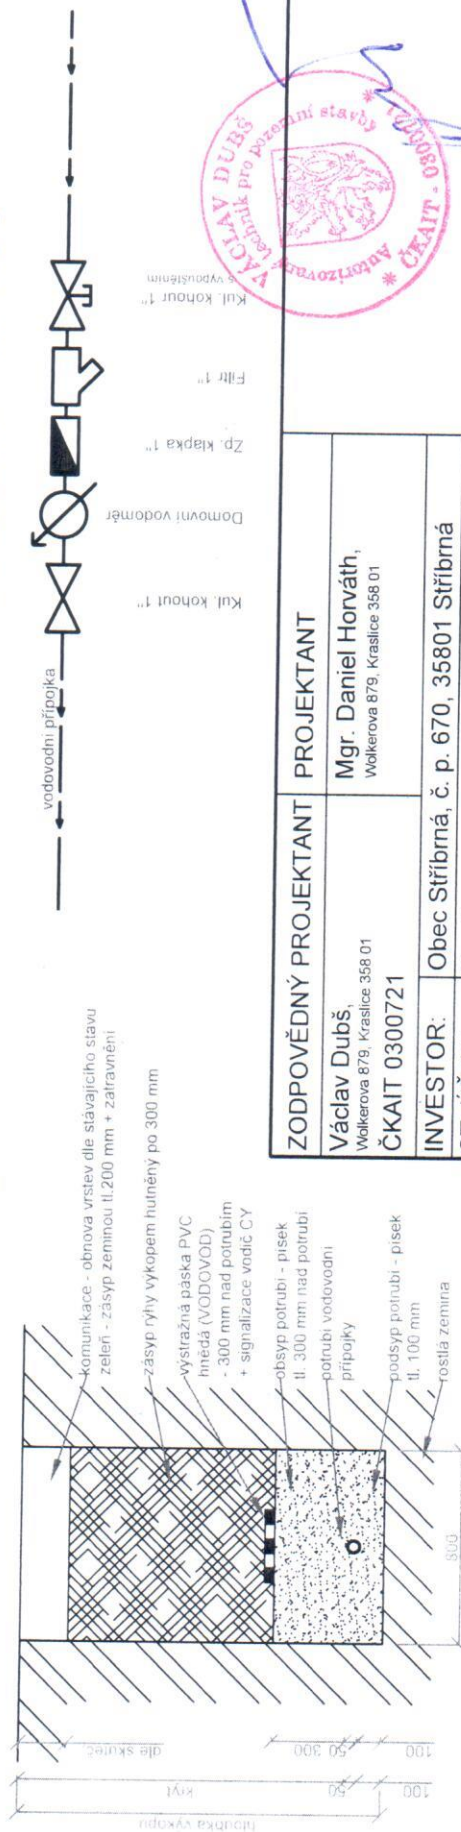 komunikace - obnova vrstev dle stávajícího stavu
zeleň - zásyp zeminou tl.200 mm + zatravnění
zásyp rýhy výkopem hutněný po 300 mm
výstražná páska PVC
hnědá (VODOVOD)
- 300 mm nad potrubím
+ signalizace vodič CY
obsyp potrubí - písek
tl. 300 mm nad potrubí
potrubí vodovodní
přípojky
podsyp potrubí - písek
tl. 100 mm
rostlá zemina
hloubka výkopu
krytí
50
100
dle skuteč
300
50
100
800
vodovodní přípojka
Kul. kohout 1"
Domovní vodoměr
Zp. klapka 1"
Filtr 1"
Kul. kohour 1"
s vypouštěním
ZODPOVĚDNÝ PROJEKTANT
PROJEKTANT
Václav Dubš,
Wolkerova 879, Kraslice 358 01
ČKAIT 0300721
Mgr. Daniel Horváth,
Wolkerova 879, Kraslice 358 01
INVESTOR:
Obec Stříbrná, č. p. 670, 35801 Stříbrná
VÁCLAV DUBŠ
Autorizovaný technik pro pozemní stavby
* ČKAIT - 0300721 *